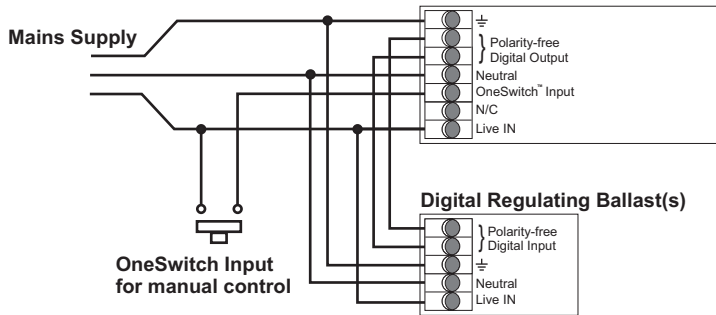 Mains Supply
Polarity-free
Digital Output
Neutral
OneSwitch™ Input
N/C
Live IN
Digital Regulating Ballast(s)
Polarity-free
Digital Input
Neutral
Live IN
OneSwitch Input
for manual control